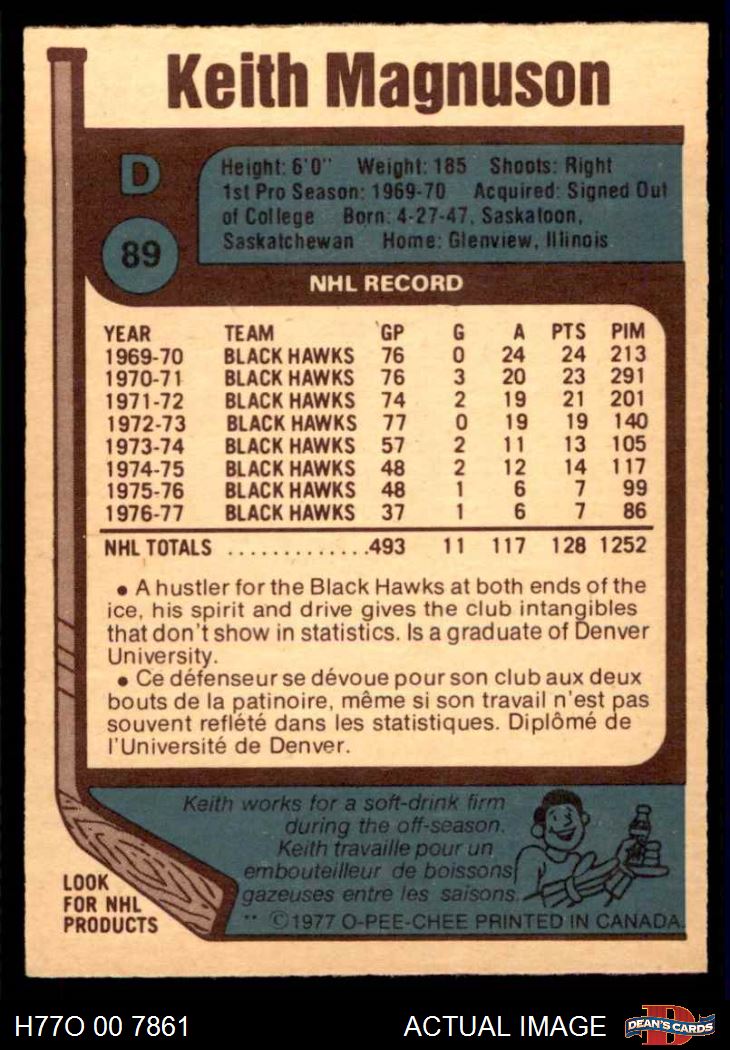 Keith Magnuson
D
89
Height: 6'0" Weight: 185 Shoots: Right
1st Pro Season: 1969-70 Acquired: Signed Out
of College Born: 4-27-47, Saskatoon,
Saskatchewan Home: Glenview, Illinois
NHL RECORD
YEAR TEAM GP G A PTS PIM
1969-70 BLACK HAWKS 76 0 24 24 213
1970-71 BLACK HAWKS 76 3 20 23 291
1971-72 BLACK HAWKS 74 2 19 21 201
1972-73 BLACK HAWKS 77 0 19 19 140
1973-74 BLACK HAWKS 57 2 11 13 105
1974-75 BLACK HAWKS 48 2 12 14 117
1975-76 BLACK HAWKS 48 1 6 7 99
1976-77 BLACK HAWKS 37 1 6 7 86
NHL TOTALS .............493 11 117 128 1252
• A hustler for the Black Hawks at both ends of the
ice, his spirit and drive gives the club intangibles
that don't show in statistics. Is a graduate of Denver
University.
• Ce défenseur se dévoue pour son club aux deux
bouts de la patinoire, même si son travail n'est pas
souvent reflété dans les statistiques. Diplômé de
l'Université de Denver.
Keith works for a soft-drink firm
during the off-season.
Keith travaille pour un
embouteilleur de boissons
gazeuses entre les saisons.
LOOK
FOR NHL
PRODUCTS
** ©1977 O-PEE-CHEE PRINTED IN CANADA
H77O 00 7861 ACTUAL IMAGE
D
DEAN'S CARDS